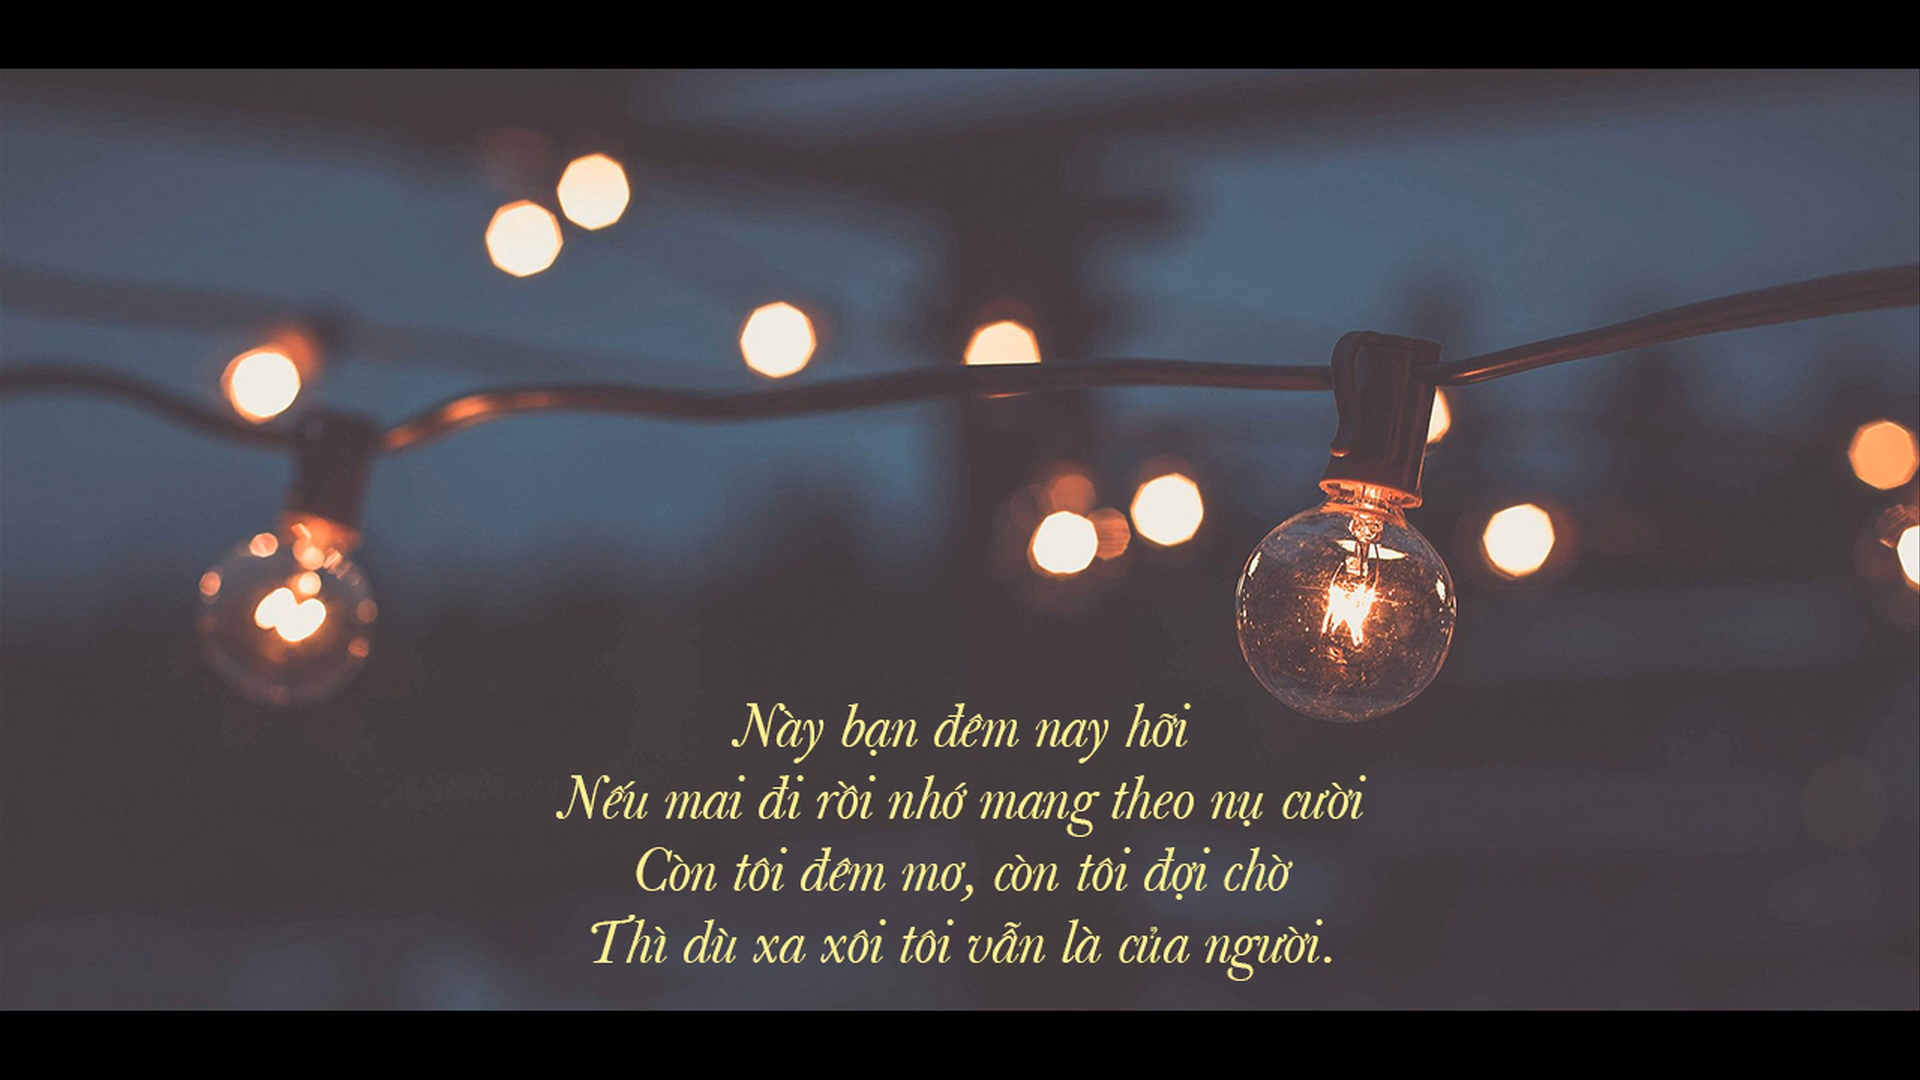 Này bạn đêm nay hỡi
Nếu mai đi rồi nhớ mang theo nụ cười
Còn tôi đêm mơ, còn tôi đợi chờ
Thì dù xa xôi tôi vẫn là của người.